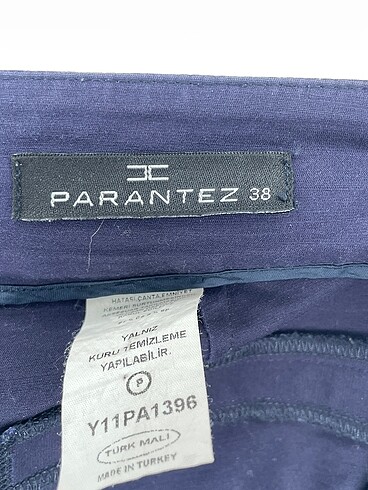 PARANTEZ 38
YALNIZ
KURU TEMİZLEME
YAPILABİLİR.
P
Y11PA1396
TÜRK MALI
MADE IN TURKEY